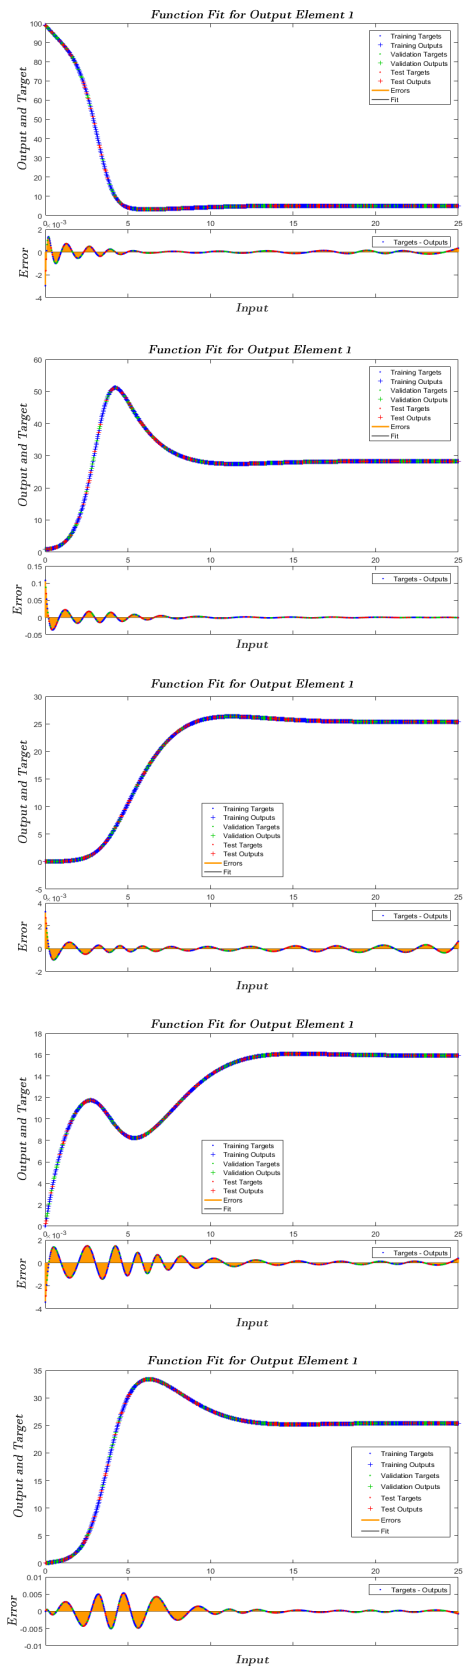 Function Fit for Output Element 1
100
90
80
70
60
50
40
30
20
10
0
Output and Target
Training Targets
Training Outputs
Validation Targets
Validation Outputs
Test Targets
Test Outputs
Errors
Fit
0 5 10 15 20 25
×10-3
2
0
-2
-4
Error
Targets - Outputs
Input
Function Fit for Output Element 1
60
50
40
30
20
10
0
Output and Target
Training Targets
Training Outputs
Validation Targets
Validation Outputs
Test Targets
Test Outputs
Errors
Fit
0 5 10 15 20 25
0.15
0.1
0.05
0
-0.05
Error
Targets - Outputs
Input
Function Fit for Output Element 1
30
25
20
15
10
5
0
-5
Output and Target
Training Targets
Training Outputs
Validation Targets
Validation Outputs
Test Targets
Test Outputs
Errors
Fit
0 5 10 15 20 25
×10-3
4
2
0
-2
Error
Targets - Outputs
Input
Function Fit for Output Element 1
18
16
14
12
10
8
6
4
2
0
Output and Target
Training Targets
Training Outputs
Validation Targets
Validation Outputs
Test Targets
Test Outputs
Errors
Fit
0 5 10 15 20 25
×10-3
2
0
-2
-4
Error
Targets - Outputs
Input
Function Fit for Output Element 1
35
30
25
20
15
10
5
0
Output and Target
Training Targets
Training Outputs
Validation Targets
Validation Outputs
Test Targets
Test Outputs
Errors
Fit
0 5 10 15 20 25
0.01
0.005
0
-0.005
-0.01
Error
Targets - Outputs
Input